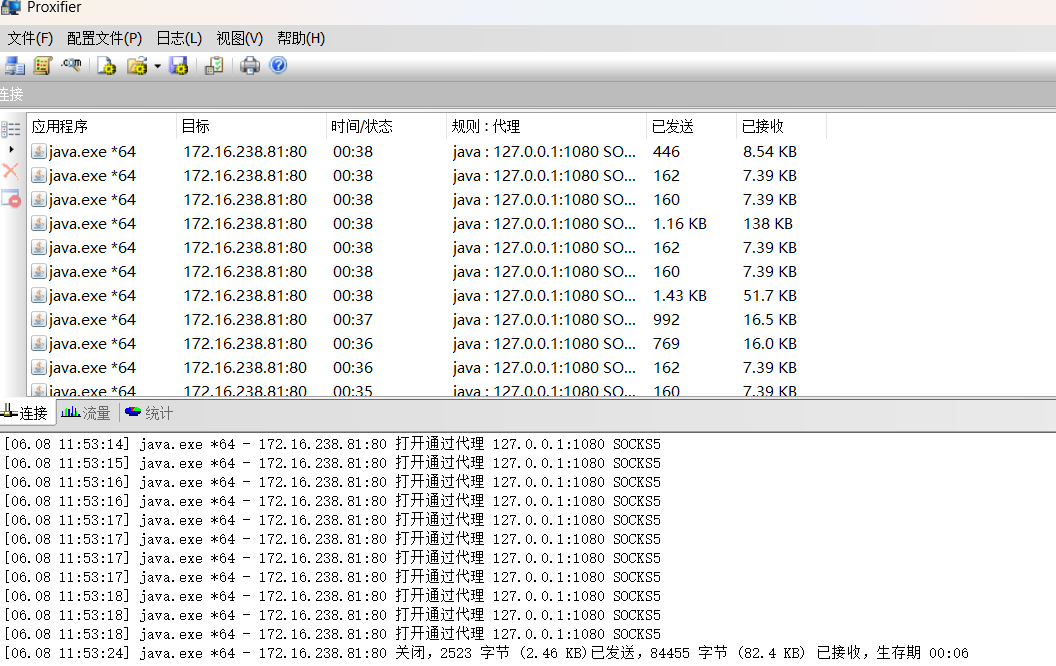 Proxifier
文件(F) 配置文件(P) 日志(L) 视图(V) 帮助(H)
连接
应用程序 目标 时间/状态 规则 : 代理 已发送 已接收
java.exe *64 172.16.238.81:80 00:38 java : 127.0.0.1:1080 SO... 446 8.54 KB
java.exe *64 172.16.238.81:80 00:38 java : 127.0.0.1:1080 SO... 162 7.39 KB
java.exe *64 172.16.238.81:80 00:38 java : 127.0.0.1:1080 SO... 160 7.39 KB
java.exe *64 172.16.238.81:80 00:38 java : 127.0.0.1:1080 SO... 1.16 KB 138 KB
java.exe *64 172.16.238.81:80 00:38 java : 127.0.0.1:1080 SO... 162 7.39 KB
java.exe *64 172.16.238.81:80 00:38 java : 127.0.0.1:1080 SO... 160 7.39 KB
java.exe *64 172.16.238.81:80 00:38 java : 127.0.0.1:1080 SO... 1.43 KB 51.7 KB
java.exe *64 172.16.238.81:80 00:37 java : 127.0.0.1:1080 SO... 992 16.5 KB
java.exe *64 172.16.238.81:80 00:36 java : 127.0.0.1:1080 SO... 769 16.0 KB
java.exe *64 172.16.238.81:80 00:36 java : 127.0.0.1:1080 SO... 162 7.39 KB
java.exe *64 172.16.238.81:80 00:35 java : 127.0.0.1:1080 SO... 160 7.39 KB
连接 流量 统计
[06.08 11:53:14] java.exe *64 - 172.16.238.81:80 打开通过代理 127.0.0.1:1080 SOCKS5
[06.08 11:53:15] java.exe *64 - 172.16.238.81:80 打开通过代理 127.0.0.1:1080 SOCKS5
[06.08 11:53:16] java.exe *64 - 172.16.238.81:80 打开通过代理 127.0.0.1:1080 SOCKS5
[06.08 11:53:16] java.exe *64 - 172.16.238.81:80 打开通过代理 127.0.0.1:1080 SOCKS5
[06.08 11:53:17] java.exe *64 - 172.16.238.81:80 打开通过代理 127.0.0.1:1080 SOCKS5
[06.08 11:53:17] java.exe *64 - 172.16.238.81:80 打开通过代理 127.0.0.1:1080 SOCKS5
[06.08 11:53:17] java.exe *64 - 172.16.238.81:80 打开通过代理 127.0.0.1:1080 SOCKS5
[06.08 11:53:17] java.exe *64 - 172.16.238.81:80 打开通过代理 127.0.0.1:1080 SOCKS5
[06.08 11:53:18] java.exe *64 - 172.16.238.81:80 打开通过代理 127.0.0.1:1080 SOCKS5
[06.08 11:53:18] java.exe *64 - 172.16.238.81:80 打开通过代理 127.0.0.1:1080 SOCKS5
[06.08 11:53:18] java.exe *64 - 172.16.238.81:80 打开通过代理 127.0.0.1:1080 SOCKS5
[06.08 11:53:24] java.exe *64 - 172.16.238.81:80 关闭，2523 字节 (2.46 KB)已发送，84455 字节 (82.4 KB) 已接收，生存期 00:06